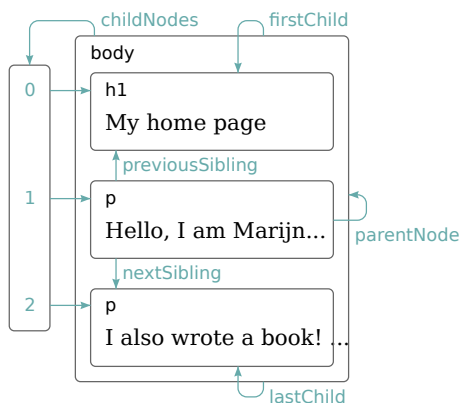 childNodes
firstChild
body
0
h1
My home page
previousSibling
1
p
Hello, I am Marijn...
parentNode
nextSibling
2
p
I also wrote a book! ...
lastChild